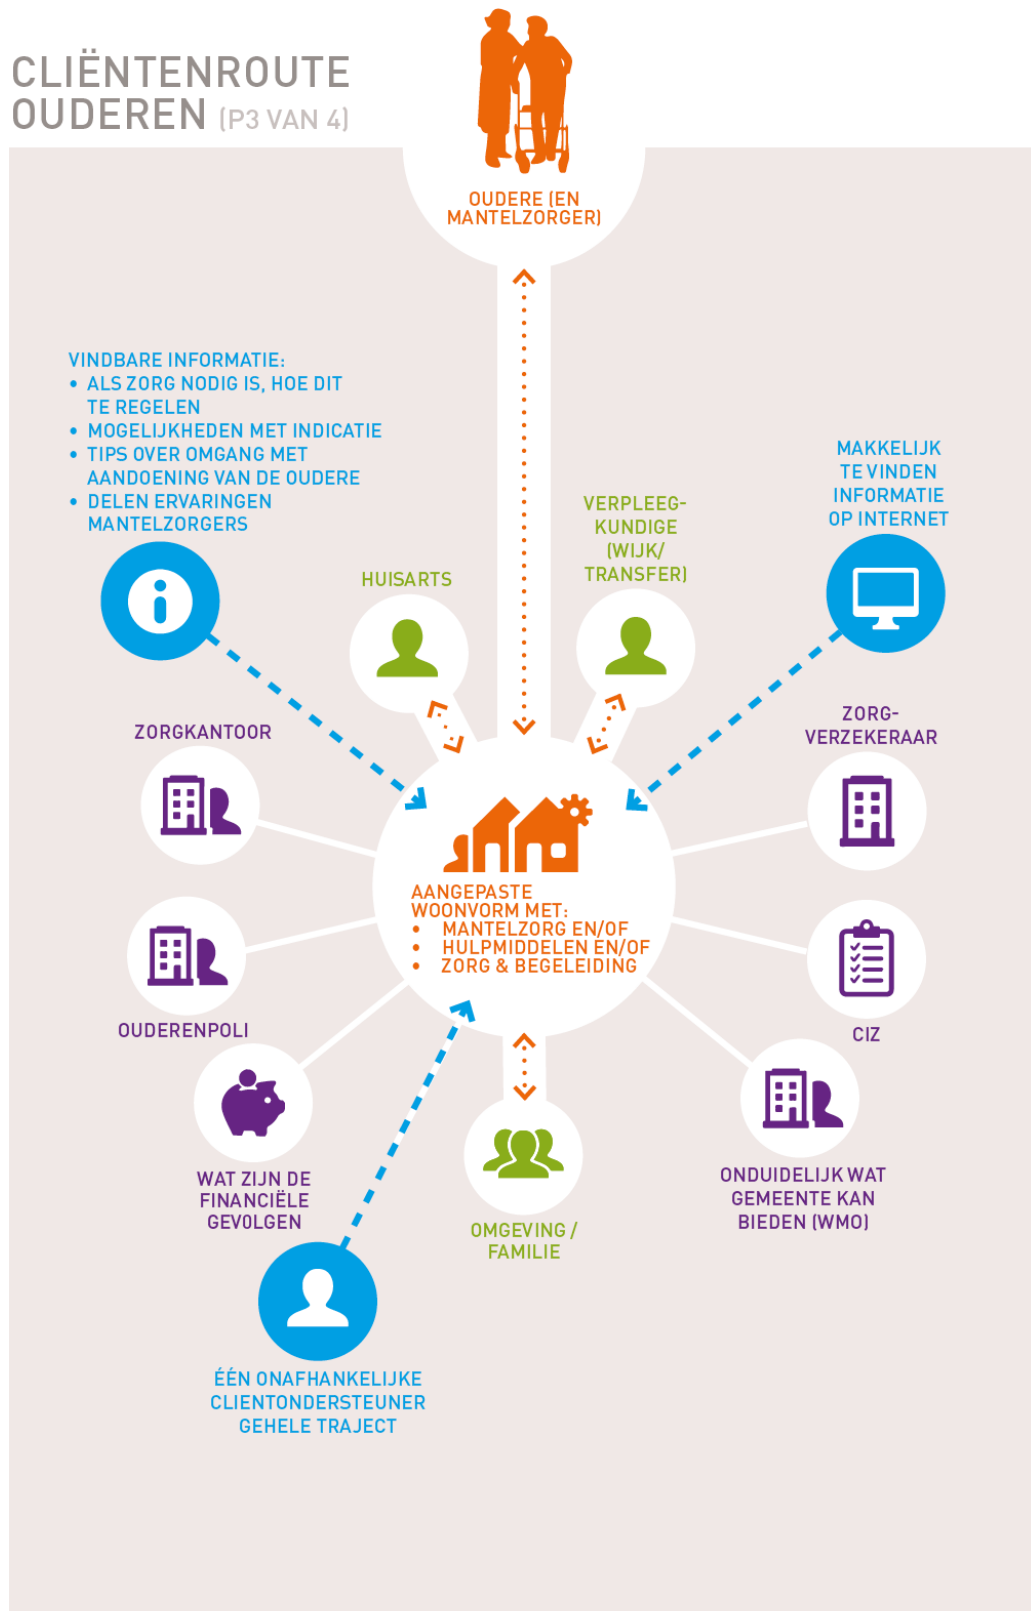 CLIËNTENROUTE
OUDEREN (P3 VAN 4)
OUDERE (EN
MANTELZORGER)
VINDBARE INFORMATIE:
• ALS ZORG NODIG IS, HOE DIT
TE REGELEN
• MOGELIJKHEDEN MET INDICATIE
• TIPS OVER OMGANG MET
AANDOENING VAN DE OUDERE
• DELEN ERVARINGEN
MANTELZORGERS
MAKKELIJK
TE VINDEN
INFORMATIE
OP INTERNET
VERPLEEG-
KUNDIGE
(WIJK/
TRANSFER)
HUISARTS
ZORGKANTOOR
ZORG-
VERZEKERAAR
AANGEPASTE
WOONVORM MET:
• MANTELZORG EN/OF
• HULPMIDDELEN EN/OF
• ZORG & BEGELEIDING
OUDERENPOLI
CIZ
WAT ZIJN DE
FINANCIËLE
GEVOLGEN
ONDUIDELIJK WAT
GEMEENTE KAN
BIEDEN (WMO)
OMGEVING /
FAMILIE
ÉÉN ONAFHANKELIJKE
CLIENTONDERSTEUNER
GEHELE TRAJECT